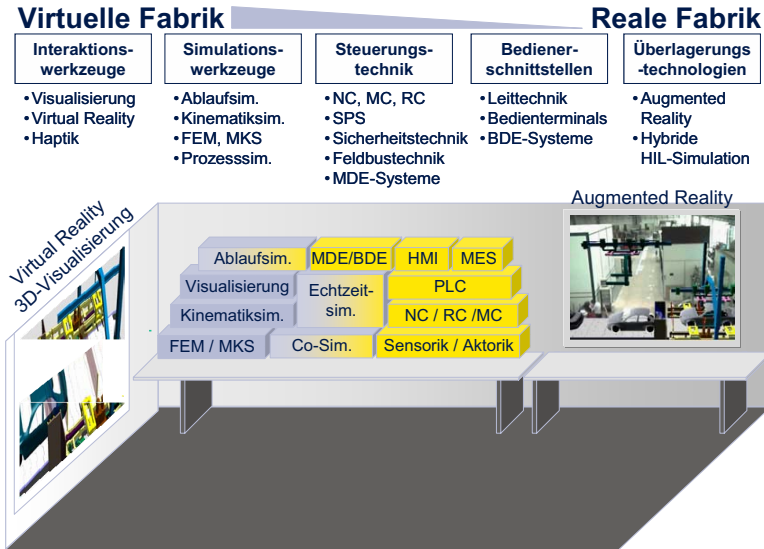 Virtuelle Fabrik
Reale Fabrik
Interaktions-
werkzeuge
• Visualisierung
• Virtual Reality
• Haptik
Simulations-
werkzeuge
• Ablaufsim.
• Kinematiksim.
• FEM, MKS
• Prozesssim.
Steuerungs-
technik
• NC, MC, RC
• SPS
• Sicherheitstechnik
• Feldbustechnik
• MDE-Systeme
Bediener-
schnittstellen
• Leittechnik
• Bedienterminals
• BDE-Systeme
Überlagerungs
-technologien
• Augmented
Reality
• Hybride
HIL-Simulation
Virtual Reality
3D-Visualisierung
Augmented Reality
Ablaufsim.
MDE/BDE
HMI
MES
Visualisierung
Echtzeit-
sim.
PLC
Kinematiksim.
NC / RC /MC
FEM / MKS
Co-Sim.
Sensorik / Aktorik